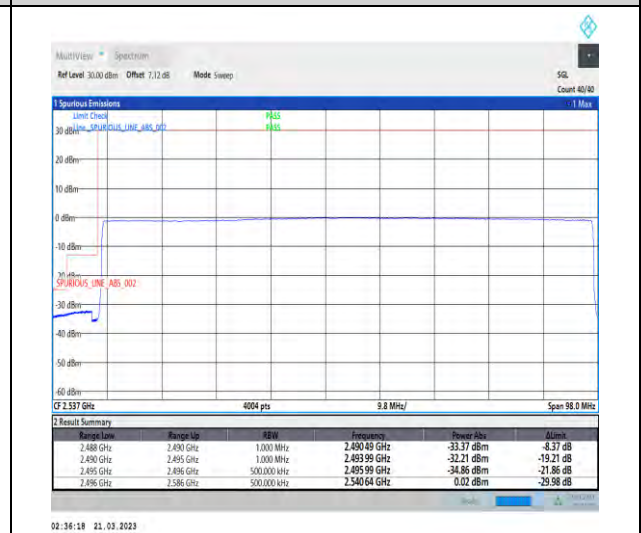 MultiView Spectrum
Ref Level 30.00 dBm Offset 7.12 dB Mode Sweep SGL
Count 40/40
1 Spurious Emissions 1 Max
Limit Check PASS
Line _SPURIOUS_LINE_ABS_002 PASS
30 dBm
20 dBm
10 dBm
0 dBm
-10 dBm
-20 dBm
_SPURIOUS_LINE_ABS_002
-30 dBm
-40 dBm
-50 dBm
-60 dBm
CF 2.537 GHz 4004 pts 9.8 MHz/ Span 98.0 MHz
2 Result Summary
Range Low Range Up RBW Frequency Power Abs ΔLimit
2.488 GHz 2.490 GHz 1.000 MHz 2.490 49 GHz -33.37 dBm -8.37 dB
2.490 GHz 2.495 GHz 1.000 MHz 2.493 99 GHz -32.21 dBm -19.21 dB
2.495 GHz 2.496 GHz 500.000 kHz 2.495 99 GHz -34.86 dBm -21.86 dB
2.496 GHz 2.586 GHz 500.000 kHz 2.540 64 GHz 0.02 dBm -29.98 dB
Ready
02:36:18 21.03.2023